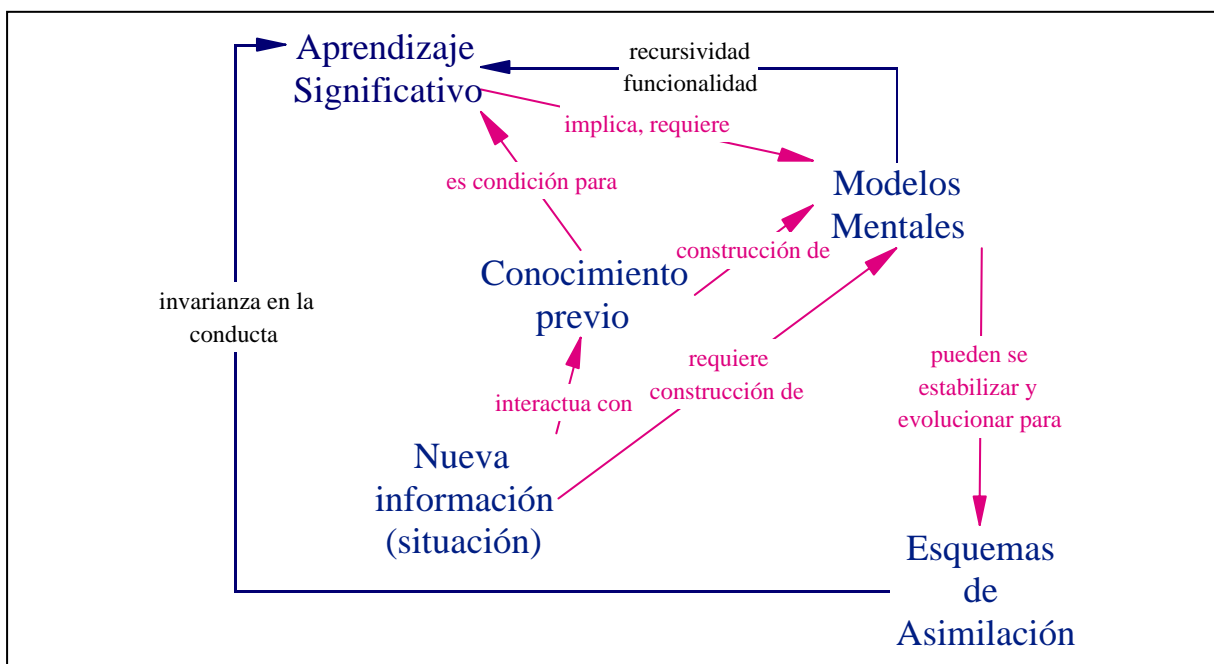 Aprendizaje
Significativo
recursividad
funcionalidad
implica, requiere
es condición para
Modelos
Mentales
construcción de
Conocimiento
previo
invarianza en la
conducta
requiere
construcción de
pueden se
estabilizar y
evolucionar para
interactua con
Nueva
información
(situación)
Esquemas
de
Asimilación